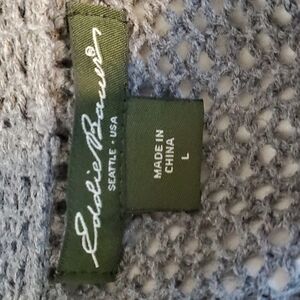 Eddie Bauer
SEATTLE · USA
MADE IN
CHINA
L